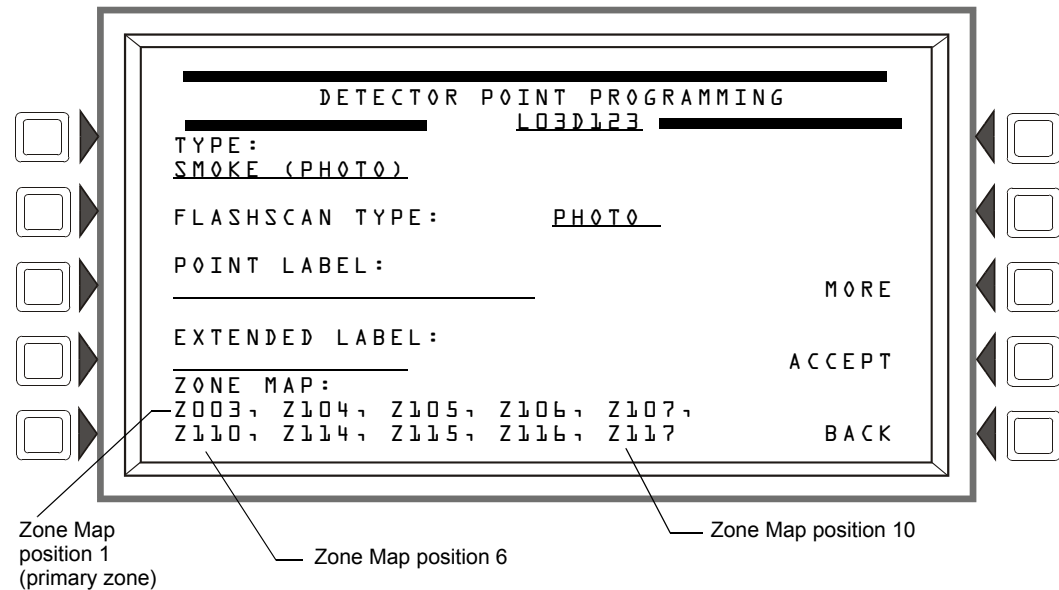 DETECTOR POINT PROGRAMMING
L03D123
TYPE:
SMOKE (PHOTO)
FLASHSCAN TYPE: PHOTO
POINT LABEL:
MORE
EXTENDED LABEL:
ACCEPT
ZONE MAP:
Z003, Z104, Z105, Z106, Z107,
Z110, Z114, Z115, Z116, Z117 BACK
Zone Map
position 1
(primary zone)
Zone Map position 6
Zone Map position 10